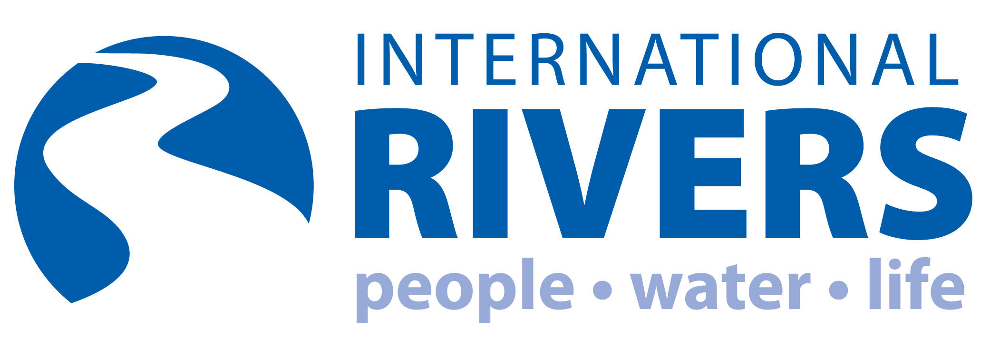 INTERNATIONAL
RIVERS
people • water • life